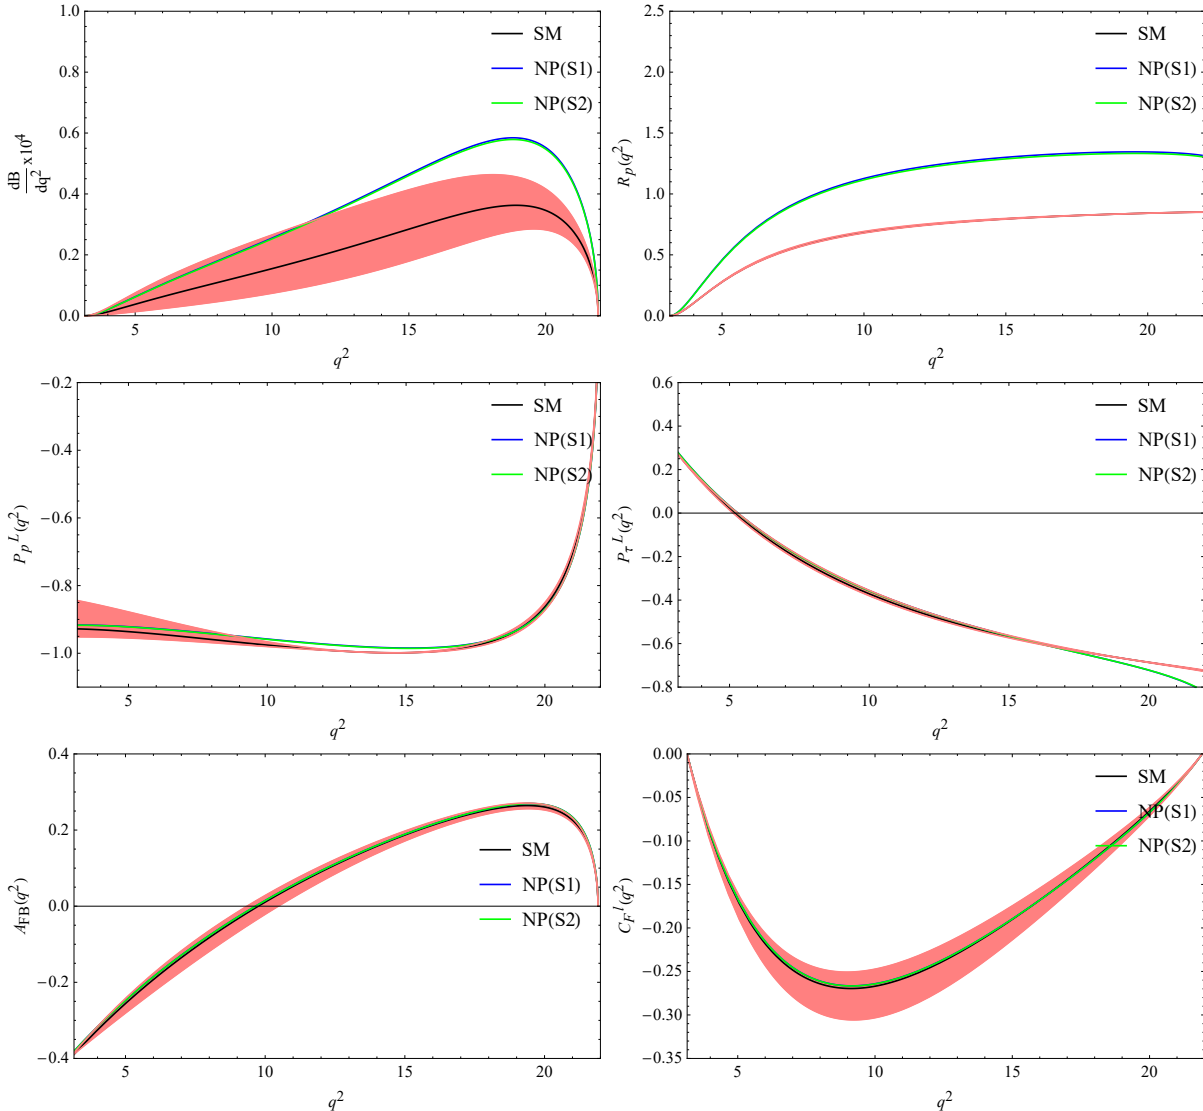 1.0
0.8
0.6
0.4
0.2
0.0
dB/dq² x10⁴
SM
NP(S1)
NP(S2)
5 10 15 20
q²
2.5
2.0
1.5
1.0
0.5
0.0
R_p(q²)
SM
NP(S1)
NP(S2)
5 10 15 20
q²
−0.2
−0.4
−0.6
−0.8
−1.0
P_p^L(q²)
SM
NP(S1)
NP(S2)
5 10 15 20
q²
0.6
0.4
0.2
0.0
−0.2
−0.4
−0.6
−0.8
P_τ^L(q²)
SM
NP(S1)
NP(S2)
5 10 15 20
q²
0.4
0.2
0.0
−0.2
−0.4
A_FB(q²)
SM
NP(S1)
NP(S2)
5 10 15 20
q²
0.00
−0.05
−0.10
−0.15
−0.20
−0.25
−0.30
−0.35
C_F^l(q²)
SM
NP(S1)
NP(S2)
5 10 15 20
q²